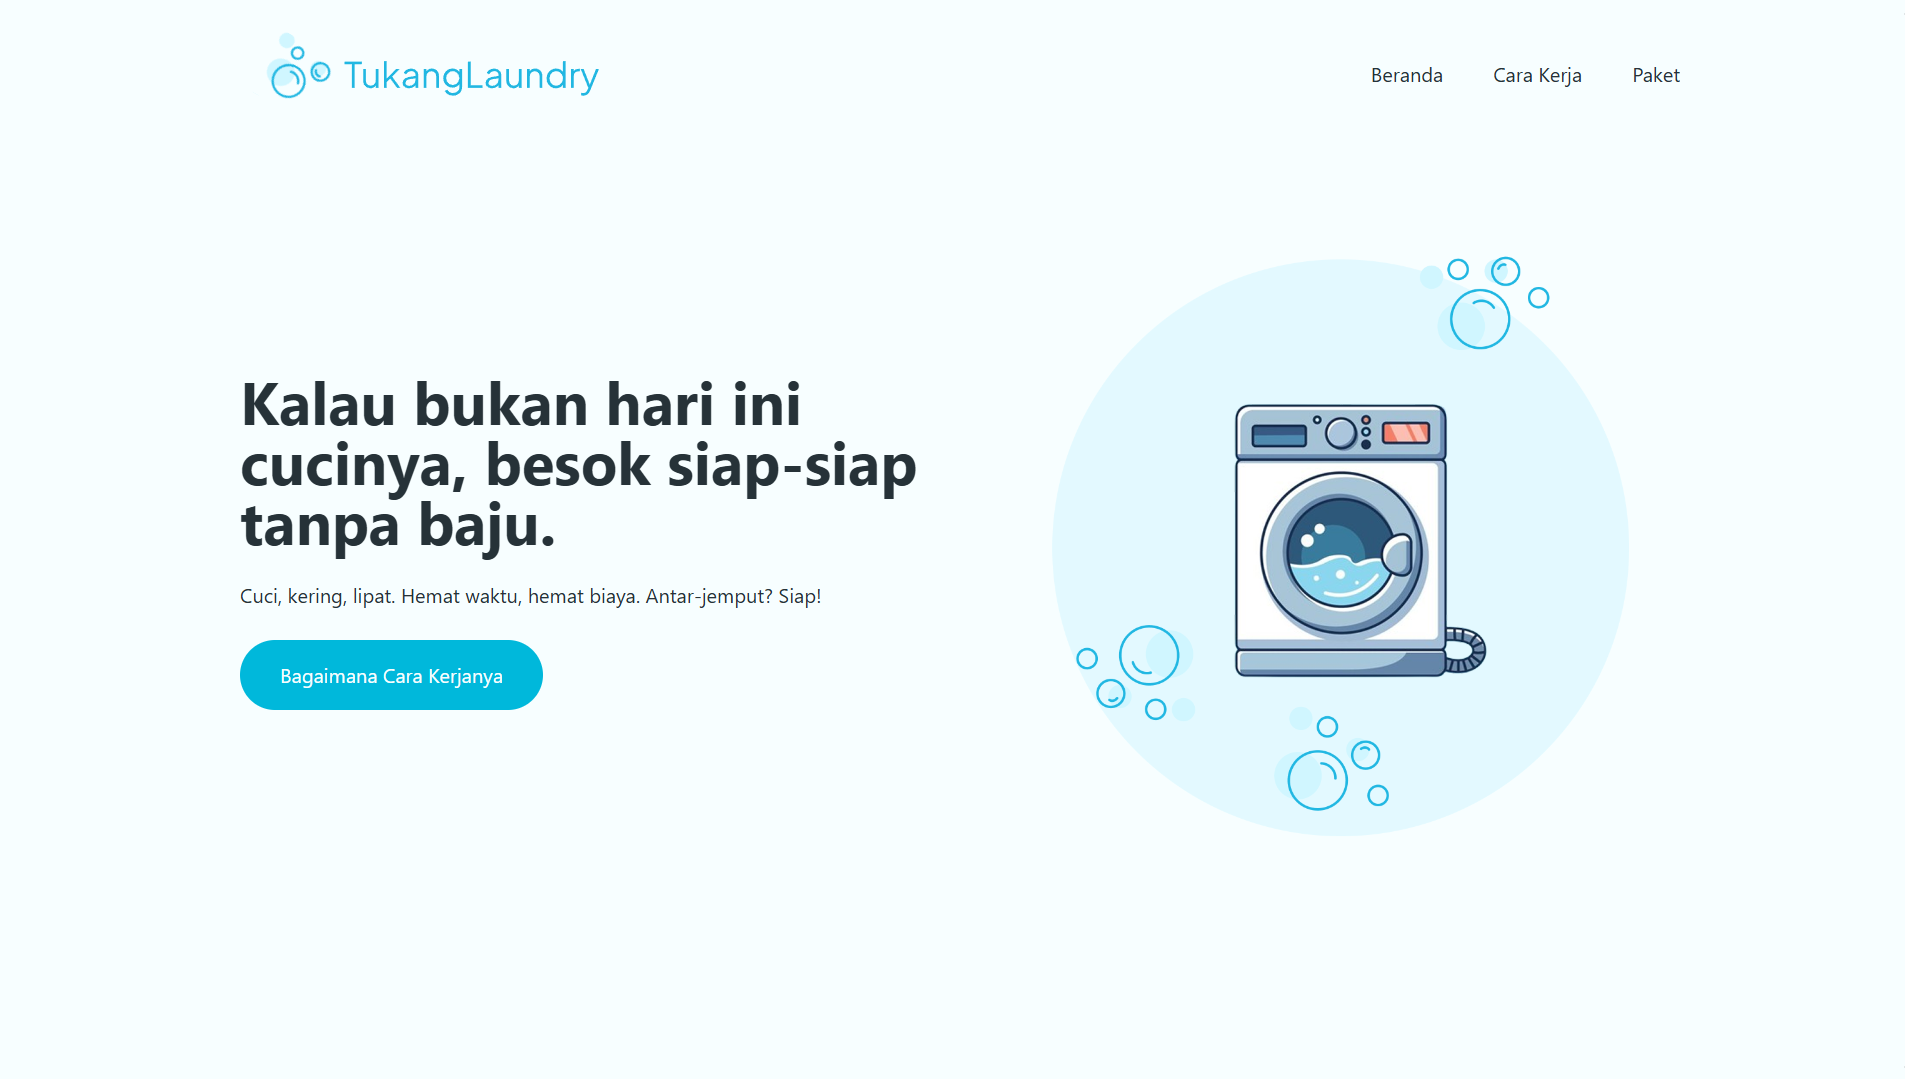 TukangLaundry
Beranda
Cara Kerja
Paket
Kalau bukan hari ini
cucinya, besok siap-siap
tanpa baju.
Cuci, kering, lipat. Hemat waktu, hemat biaya. Antar-jemput? Siap!
Bagaimana Cara Kerjanya